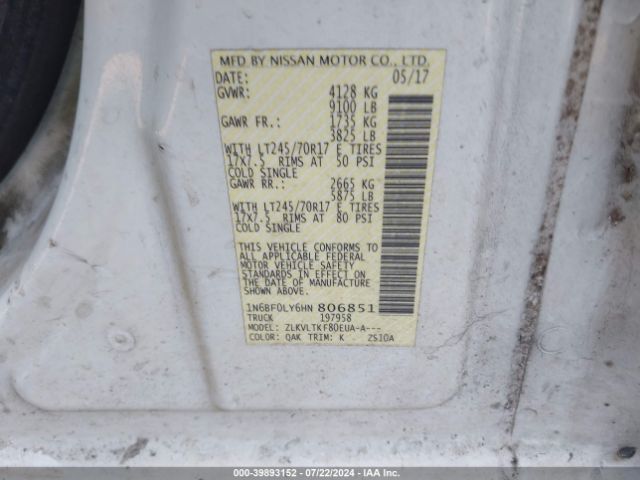 MFD BY NISSAN MOTOR CO., LTD.
DATE: 05/17
GVWR: 4128 KG
9100 LB
GAWR FR.: 1735 KG
3825 LB
WITH LT245/70R17 E TIRES
17X7.5 RIMS AT 50 PSI
COLD SINGLE
GAWR RR.: 2665 KG
5875 LB
WITH LT245/70R17 E TIRES
17X7.5 RIMS AT 80 PSI
COLD SINGLE
THIS VEHICLE CONFORMS TO
ALL APPLICABLE FEDERAL
MOTOR VEHICLE SAFETY
STANDARDS IN EFFECT ON
THE DATE OF MANUFACTURE
SHOWN ABOVE.
1N6BF0LY6HN 806851
TRUCK 197958
MODEL: ZLKVLTKF80EUA-A---
COLOR: QAK TRIM: K ZS10A
000-39893152 - 07/22/2024 - IAA Inc.